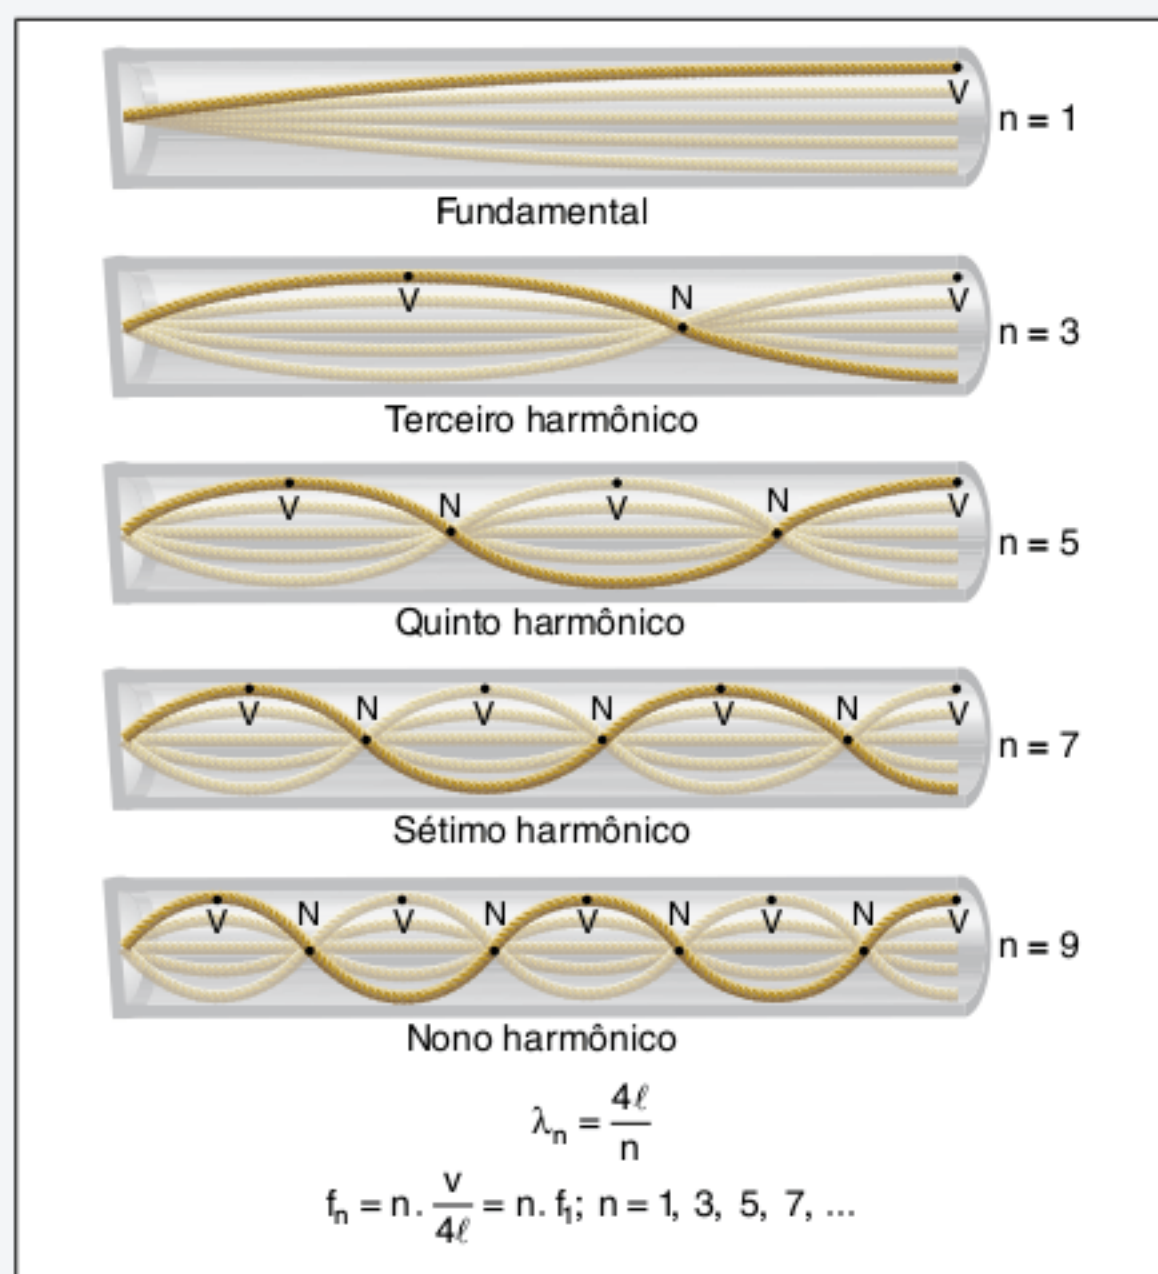 V
n = 1
Fundamental
V
N
V
n = 3
Terceiro harmônico
V
N
V
N
V
n = 5
Quinto harmônico
V
N
V
N
V
N
V
n = 7
Sétimo harmônico
V
N
V
N
V
N
V
N
V
n = 9
Nono harmônico
λₙ = 4ℓ/n
fₙ = n . v/4ℓ = n. f₁; n = 1, 3, 5, 7, ...